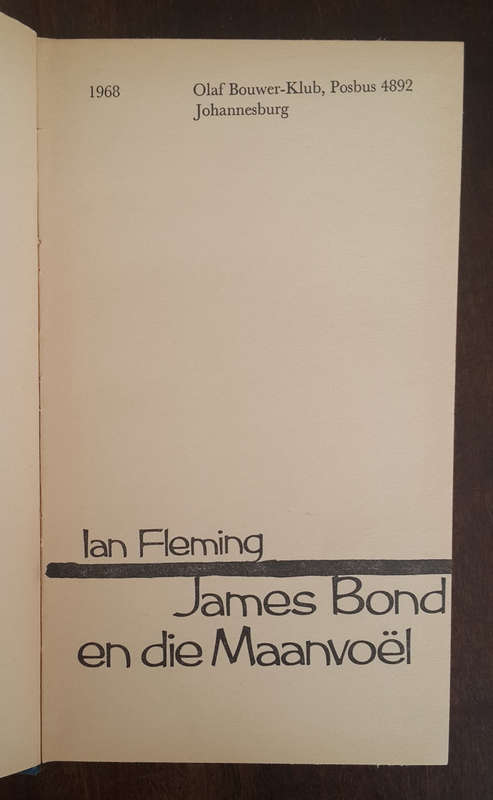 1968 Olaf Bouwer-Klub, Posbus 4892
Johannesburg
Ian Fleming
James Bond
en die Maanvoël